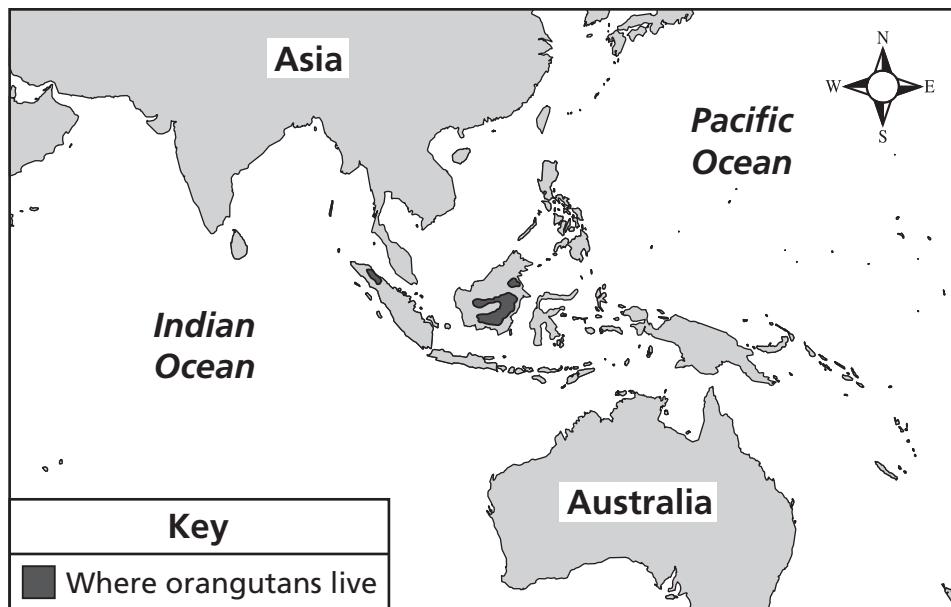 Asia
N
W
E
S
Pacific
Ocean
Indian
Ocean
Australia
Key
Where orangutans live